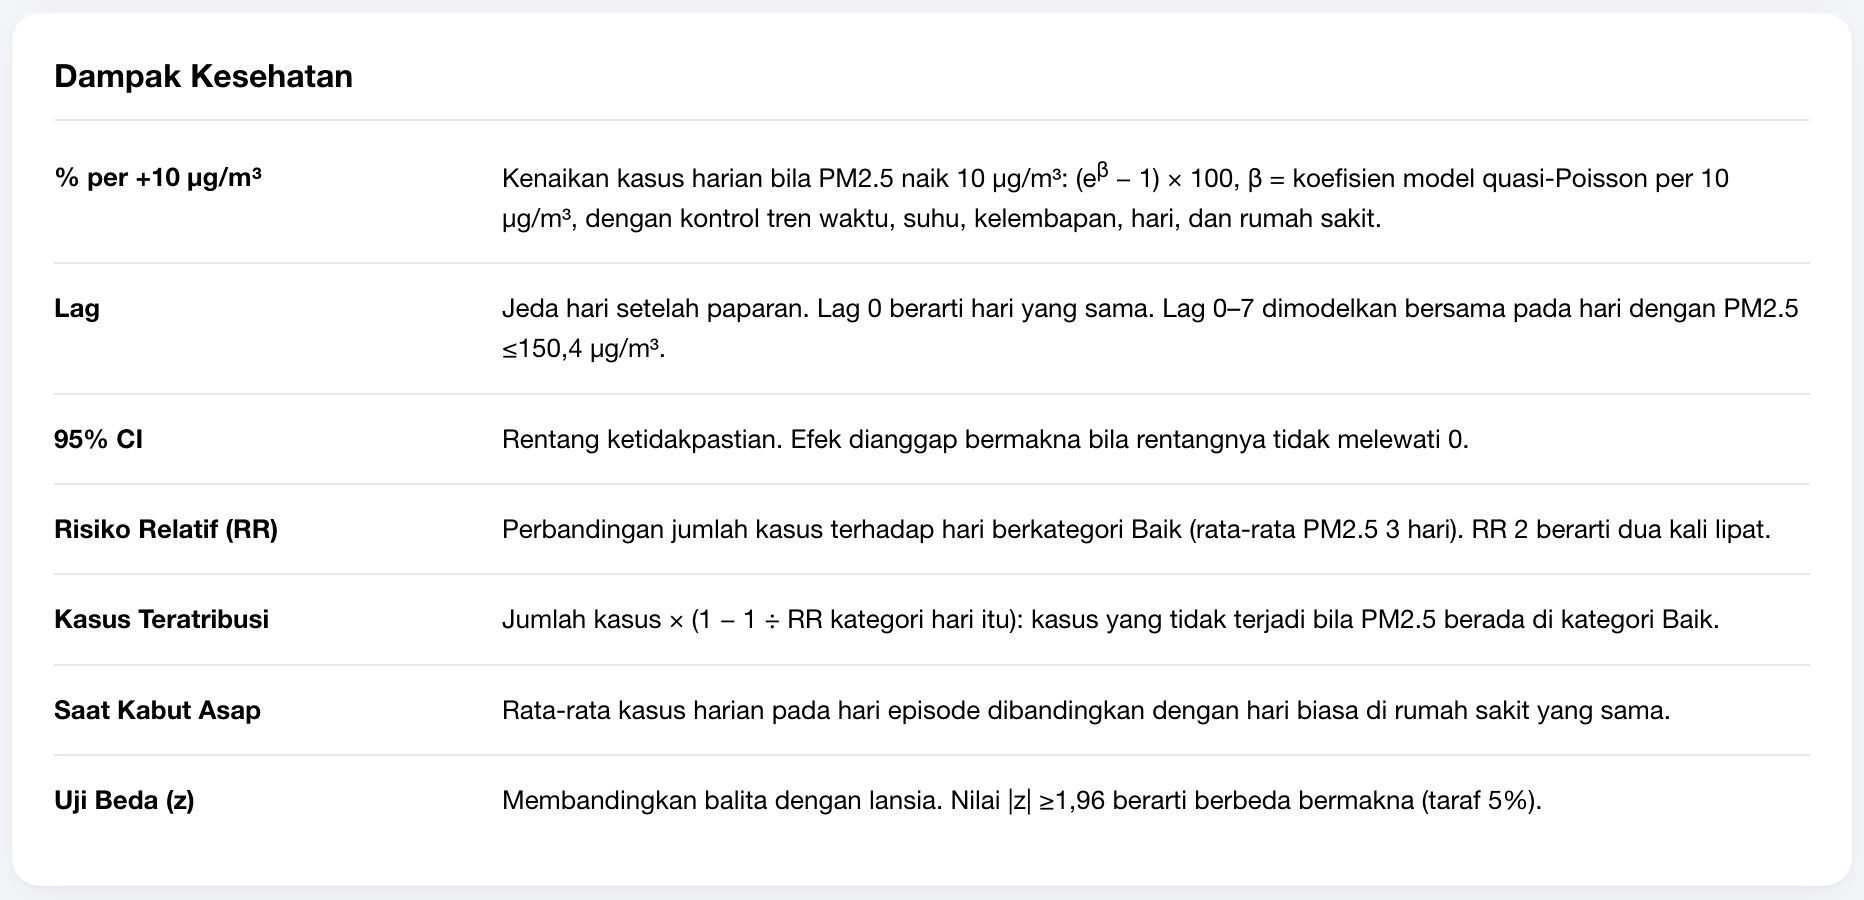 Dampak Kesehatan
% per +10 µg/m³
Kenaikan kasus harian bila PM2.5 naik 10 µg/m³: (e^β − 1) × 100, β = koefisien model quasi-Poisson per 10
µg/m³, dengan kontrol tren waktu, suhu, kelembapan, hari, dan rumah sakit.
Lag
Jeda hari setelah paparan. Lag 0 berarti hari yang sama. Lag 0–7 dimodelkan bersama pada hari dengan PM2.5
≤150,4 µg/m³.
95% CI
Rentang ketidakpastian. Efek dianggap bermakna bila rentangnya tidak melewati 0.
Risiko Relatif (RR)
Perbandingan jumlah kasus terhadap hari berkategori Baik (rata-rata PM2.5 3 hari). RR 2 berarti dua kali lipat.
Kasus Teratribusi
Jumlah kasus × (1 − 1 ÷ RR kategori hari itu): kasus yang tidak terjadi bila PM2.5 berada di kategori Baik.
Saat Kabut Asap
Rata-rata kasus harian pada hari episode dibandingkan dengan hari biasa di rumah sakit yang sama.
Uji Beda (z)
Membandingkan balita dengan lansia. Nilai |z| ≥1,96 berarti berbeda bermakna (taraf 5%).